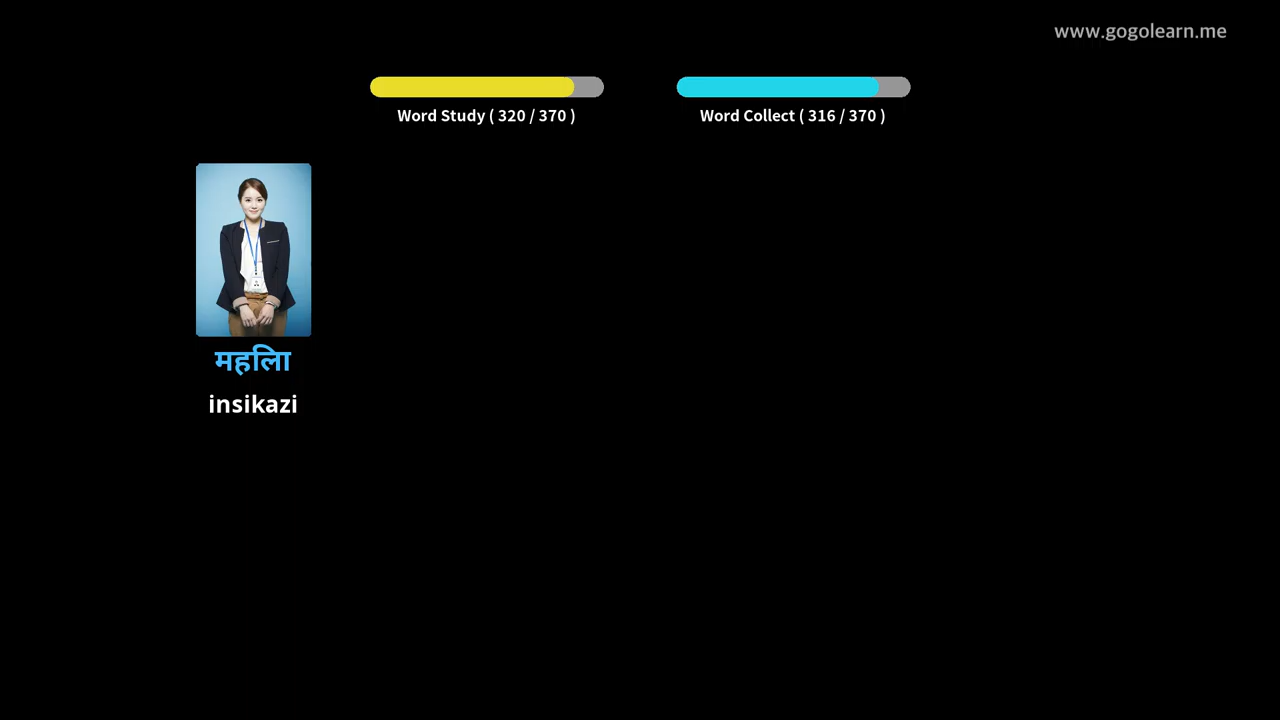 www.gogolearn.me
Word Study ( 320 / 370 )
Word Collect ( 316 / 370 )
महिला
insikazi